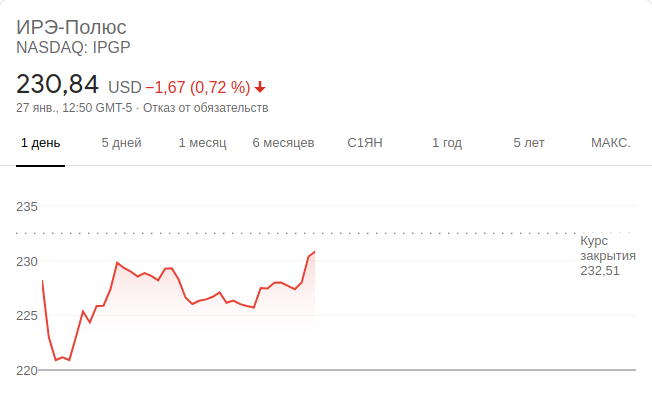 ИРЭ-Полюс
NASDAQ: IPGP
230,84 USD −1,67 (0,72 %)
27 янв., 12:50 GMT-5 · Отказ от обязательств
1 день 5 дней 1 месяц 6 месяцев С1ЯН 1 год 5 лет МАКС.
235
Курс
закрытия
232,51
230
225
220